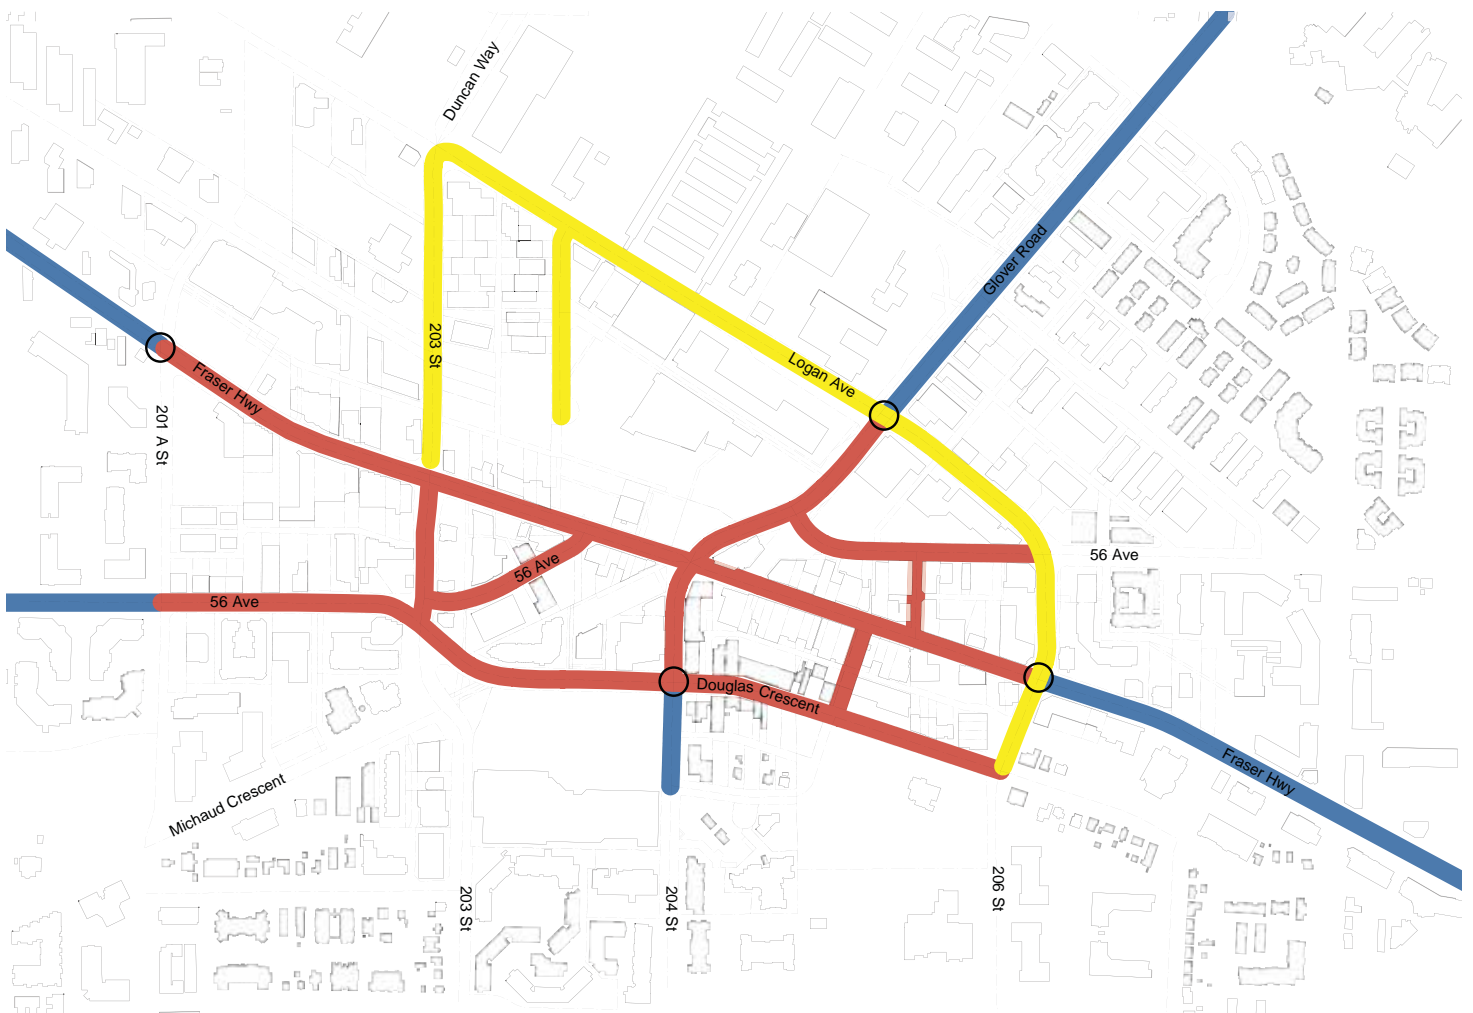 Duncan Way
Glover Road
203 St
Logan Ave
Fraser Hwy
201 A St
56 Ave
56 Ave
56 Ave
Douglas Crescent
Fraser Hwy
Michaud Crescent
203 St
204 St
206 St